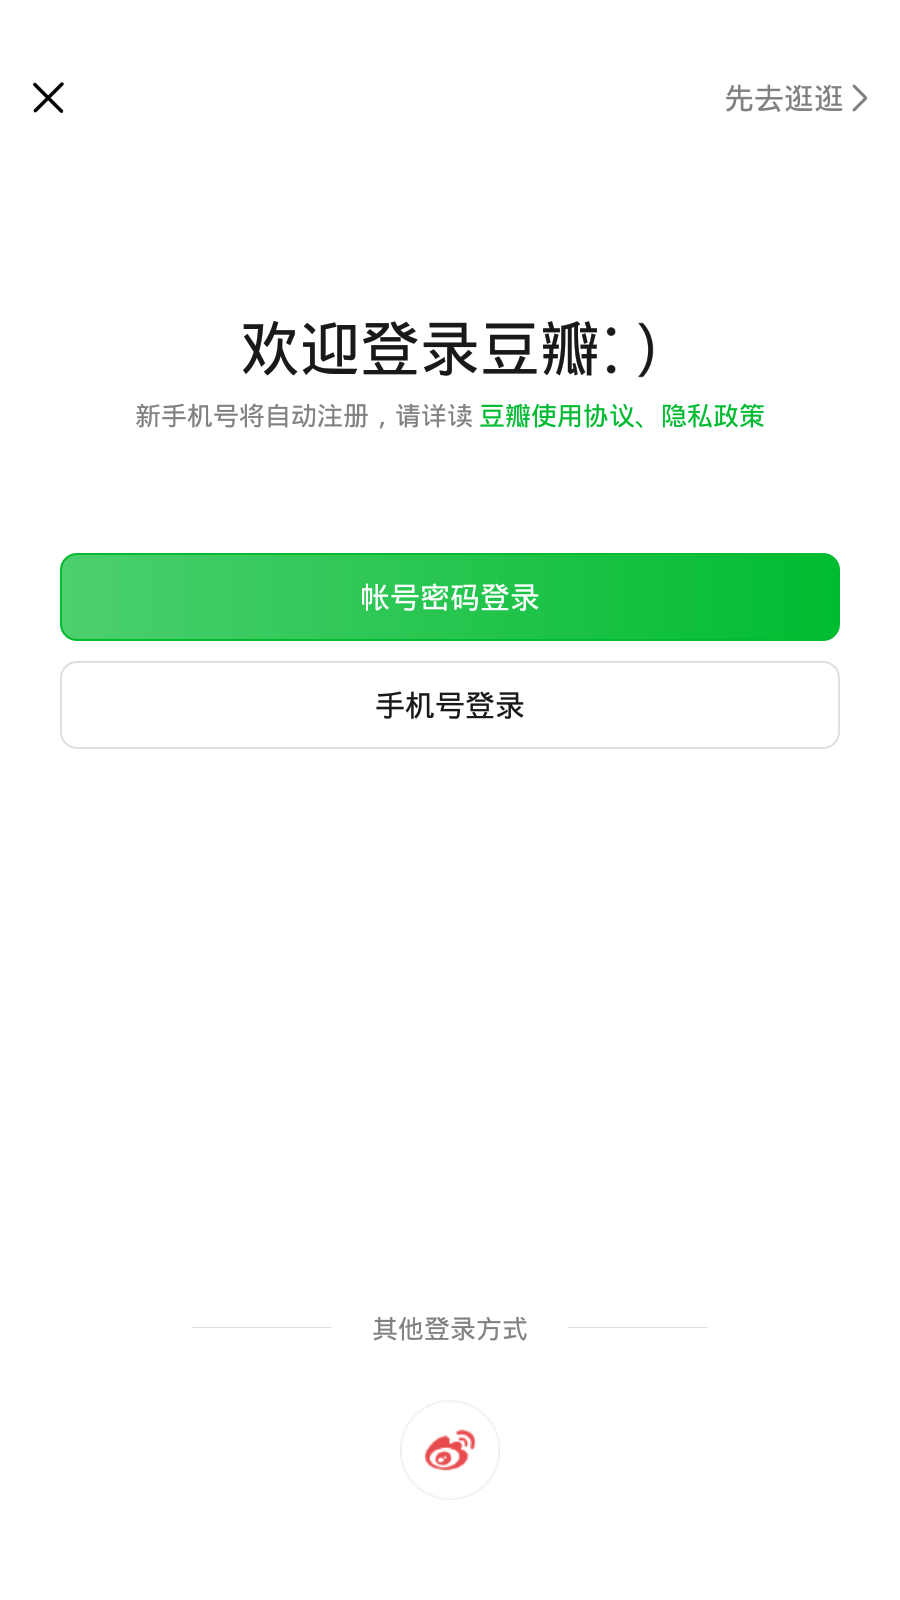 先去逛逛
欢迎登录豆瓣:)
新手机号将自动注册，请详读 豆瓣使用协议、隐私政策
帐号密码登录
手机号登录
其他登录方式